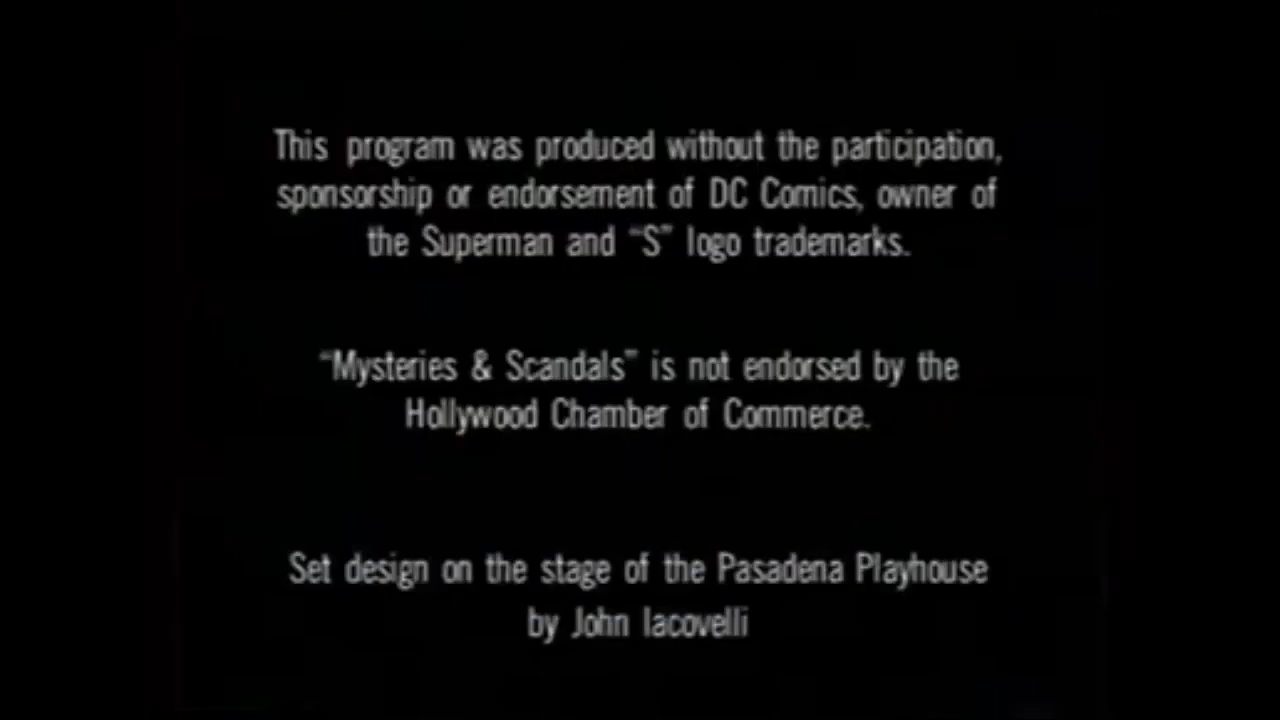 This program was produced without the participation,
sponsorship or endorsement of DC Comics, owner of
the Superman and “S” logo trademarks.
“Mysteries & Scandals” is not endorsed by the
Hollywood Chamber of Commerce.
Set design on the stage of the Pasadena Playhouse
by John Iacovelli